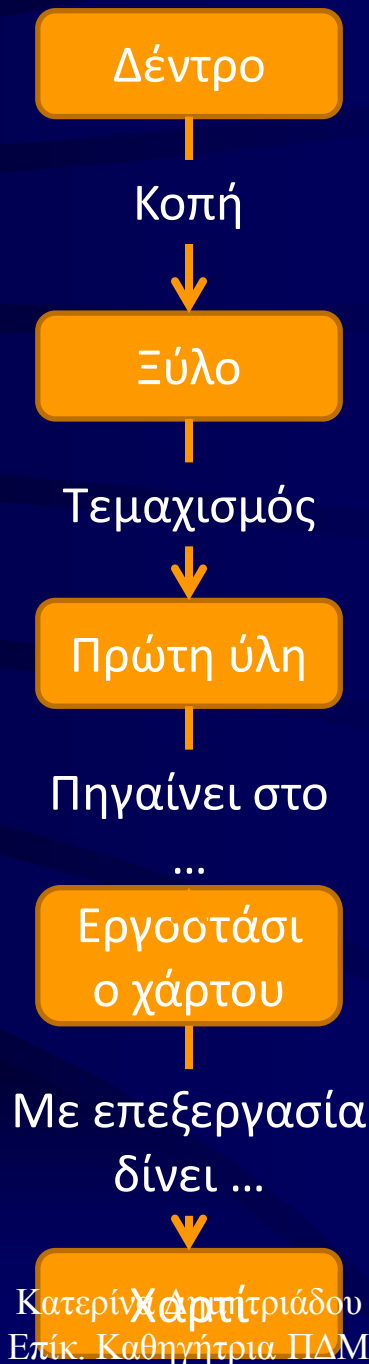 Δέντρο
Κοπή
Ξύλο
Τεμαχισμός
Πρώτη ύλη
Πηγαίνει στο
...
Εργοστάσι
ο χάρτου
Με επεξεργασία
δίνει ...
Χαρτί
Κατερίνα Δημητριάδου
Επίκ. Καθηγήτρια ΠΔΜ